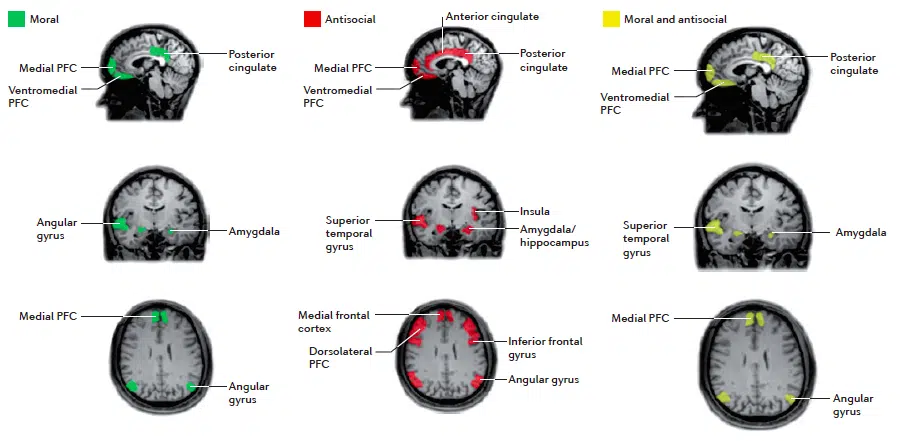 Moral
Medial PFC
Ventromedial
PFC
Posterior
cingulate
Angular
gyrus
Amygdala
Medial PFC
Angular
gyrus
Antisocial
Anterior cingulate
Medial PFC
Ventromedial
PFC
Posterior
cingulate
Superior
temporal
gyrus
Insula
Amygdala/
hippocampus
Medial frontal
cortex
Dorsolateral
PFC
Inferior frontal
gyrus
Angular gyrus
Moral and antisocial
Medial PFC
Ventromedial
PFC
Posterior
cingulate
Superior
temporal
gyrus
Amygdala
Medial PFC
Angular
gyrus